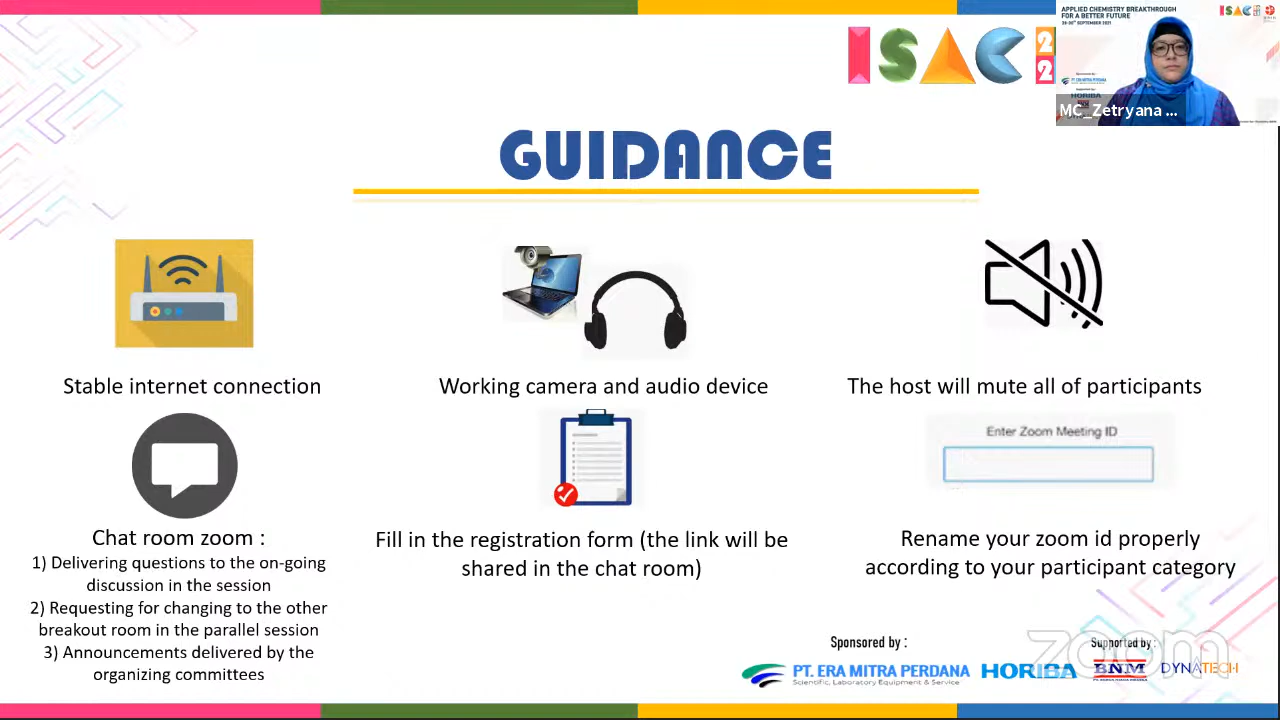 ISAC
22
APPLIED CHEMISTRY BREAKTHROUGH
FOR A BETTER FUTURE
ISAC
HORIBA
MC_Zetryana ...
GUIDANCE
Stable internet connection
Working camera and audio device
The host will mute all of participants
Enter Zoom Meeting ID
Chat room zoom :
1) Delivering questions to the on-going
discussion in the session
2) Requesting for changing to the other
breakout room in the parallel session
3) Announcements delivered by the
organizing committees
Fill in the registration form (the link will be
shared in the chat room)
Rename your zoom id properly
according to your participant category
Sponsored by :
Supported by :
PT. ERA MITRA PERDANA
Scientific, Laboratory Equipment & Service
HORIBA
BNM
DYNATECH
zoom